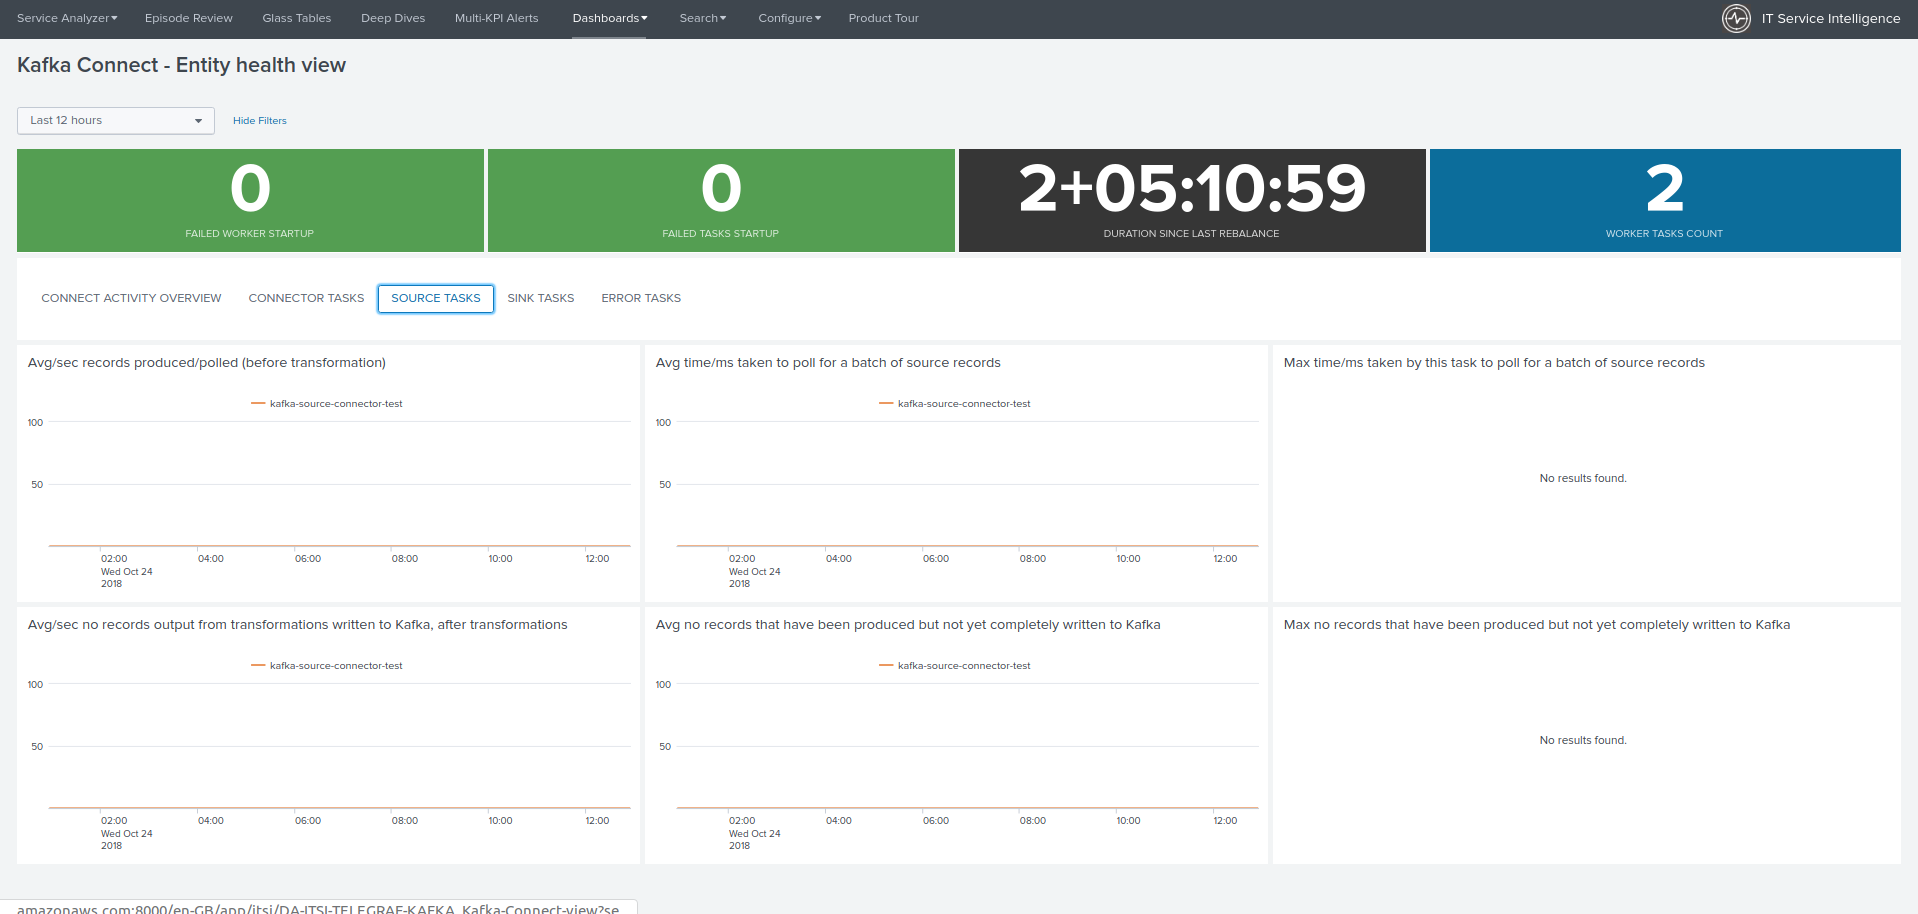 Service Analyzer Episode Review Glass Tables Deep Dives Multi-KPI Alerts Dashboards Search Configure Product Tour IT Service Intelligence
Kafka Connect - Entity health view
Last 12 hours Hide Filters
0
FAILED WORKER STARTUP
0
FAILED TASKS STARTUP
2+05:10:59
DURATION SINCE LAST REBALANCE
2
WORKER TASKS COUNT
CONNECT ACTIVITY OVERVIEW CONNECTOR TASKS SOURCE TASKS SINK TASKS ERROR TASKS
Avg/sec records produced/polled (before transformation)
kafka-source-connector-test
100
50
02:00 04:00 06:00 08:00 10:00 12:00
Wed Oct 24
2018
Avg time/ms taken to poll for a batch of source records
kafka-source-connector-test
100
50
02:00 04:00 06:00 08:00 10:00 12:00
Wed Oct 24
2018
Max time/ms taken by this task to poll for a batch of source records
No results found.
Avg/sec no records output from transformations written to Kafka, after transformations
kafka-source-connector-test
100
50
02:00 04:00 06:00 08:00 10:00 12:00
Wed Oct 24
2018
Avg no records that have been produced but not yet completely written to Kafka
kafka-source-connector-test
100
50
02:00 04:00 06:00 08:00 10:00 12:00
Wed Oct 24
2018
Max no records that have been produced but not yet completely written to Kafka
No results found.
amazonaws.com:8000/en-GB/app/itsi/DA-ITSI-TELEGRAF-KAFKA_Kafka-Connect-view?se